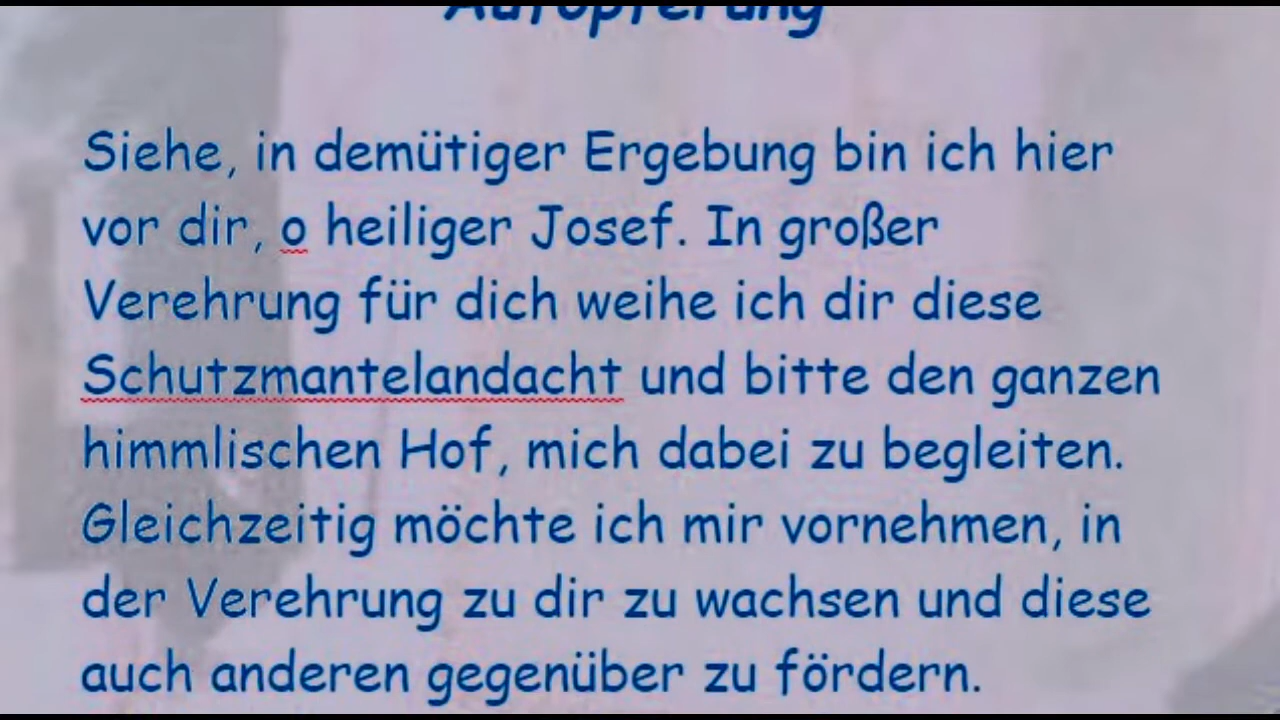 Aufopferung
Siehe, in demütiger Ergebung bin ich hier
vor dir, o heiliger Josef. In großer
Verehrung für dich weihe ich dir diese
Schutzmantelandacht und bitte den ganzen
himmlischen Hof, mich dabei zu begleiten.
Gleichzeitig möchte ich mir vornehmen, in
der Verehrung zu dir zu wachsen und diese
auch anderen gegenüber zu fördern.